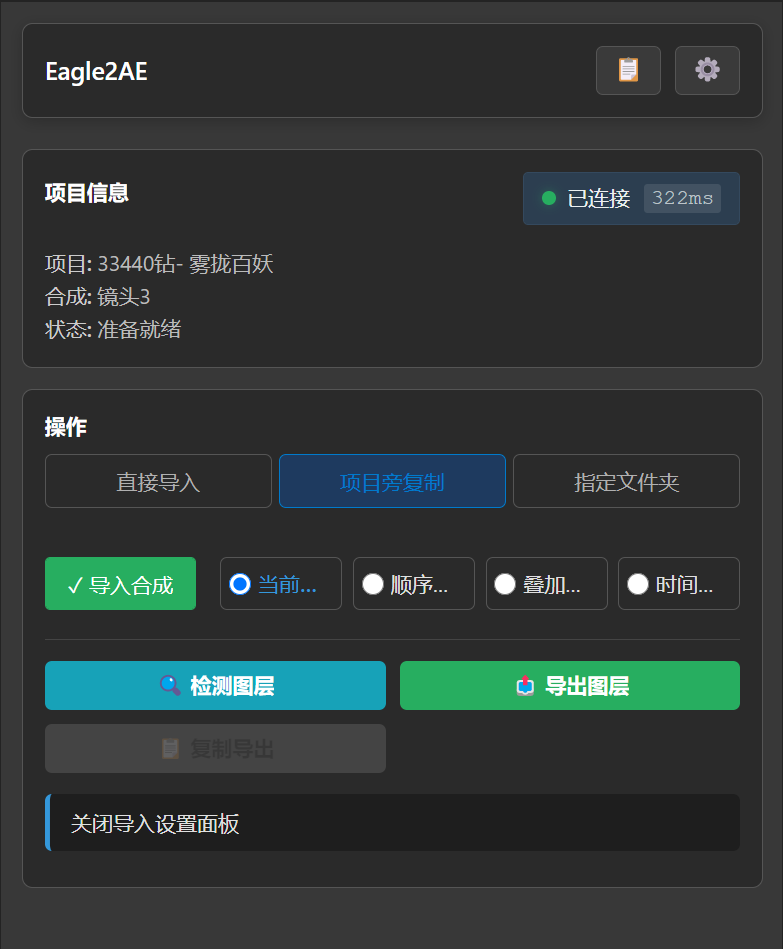 Eagle2AE
项目信息
已连接 322ms
项目: 33440钻- 雾拢百妖
合成: 镜头3
状态: 准备就绪
操作
直接导入 项目旁复制 指定文件夹
✓ 导入合成 当前... 顺序... 叠加... 时间...
检测图层 导出图层
复制导出
关闭导入设置面板